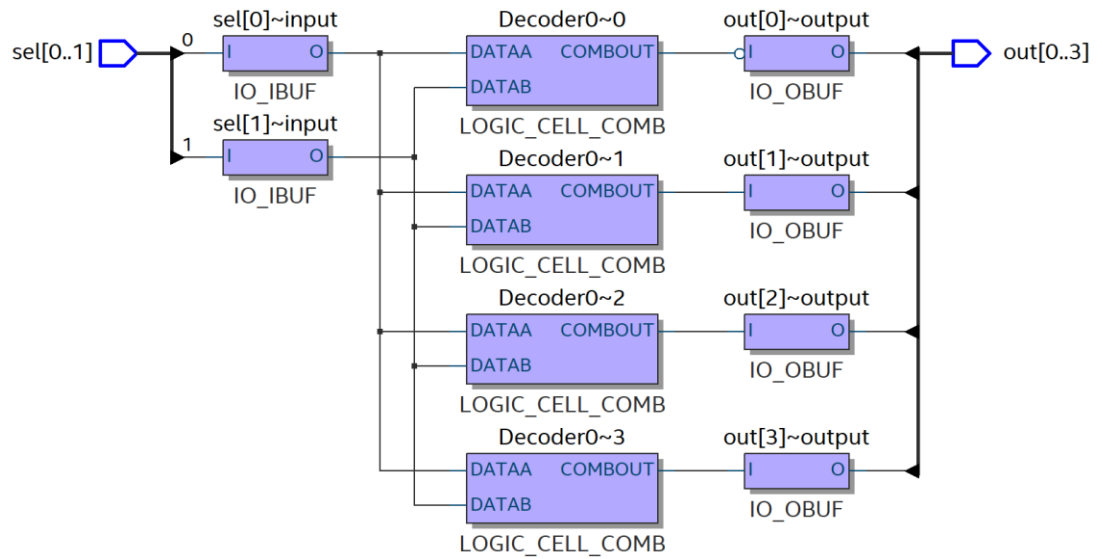 sel[0..1]
0
1
sel[0]~input
I O
IO_IBUF
sel[1]~input
I O
IO_IBUF
Decoder0~0
DATAA COMBOUT
DATAB
LOGIC_CELL_COMB
out[0]~output
I O
IO_OBUF
out[0..3]
Decoder0~1
DATAA COMBOUT
DATAB
LOGIC_CELL_COMB
out[1]~output
I O
IO_OBUF
Decoder0~2
DATAA COMBOUT
DATAB
LOGIC_CELL_COMB
out[2]~output
I O
IO_OBUF
Decoder0~3
DATAA COMBOUT
DATAB
LOGIC_CELL_COMB
out[3]~output
I O
IO_OBUF